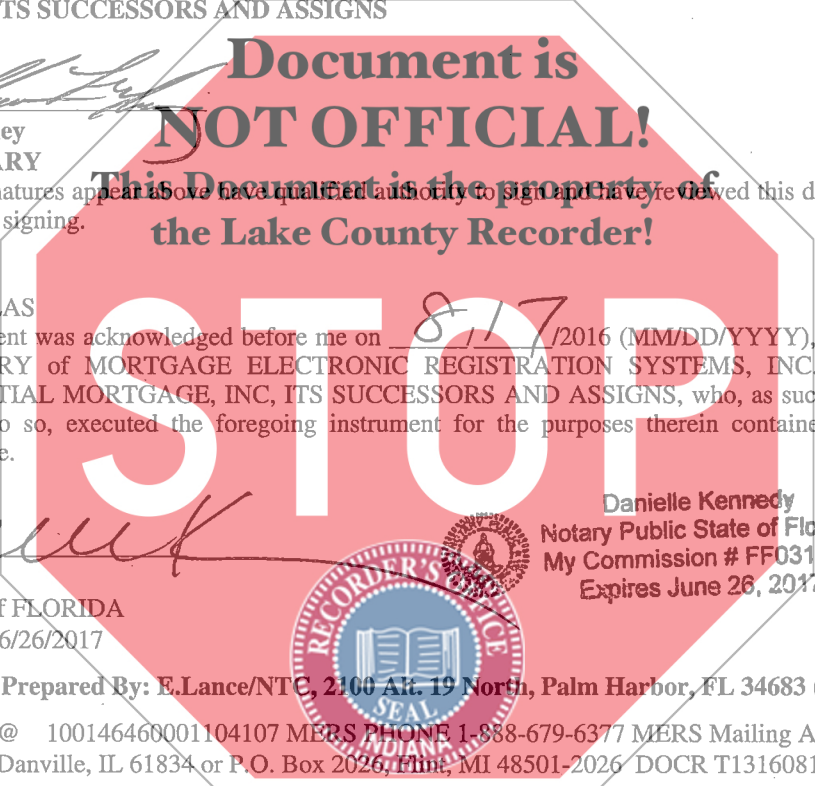 TS SUCCESSORS AND ASSIGNS
Document is
NOT OFFICIAL!
ley
ARY
This Document is the property of
natures appear above have qualified authority to sign and have reviewed this d
signing.
the Lake County Recorder!
LAS
ent was acknowledged before me on 8/17/2016 (MM/DD/YYYY),
RY of MORTGAGE ELECTRONIC REGISTRATION SYSTEMS, INC.
TIAL MORTGAGE, INC, ITS SUCCESSORS AND ASSIGNS, who, as suc
o so, executed the foregoing instrument for the purposes therein containe
e.
STOP
Danielle Kennedy
Notary Public State of Flo
My Commission # FF031
Expires June 26, 2017
f FLORIDA
6/26/2017
RECORDER'S OFFICE
SEAL
INDIANA
Prepared By: E.Lance/NTC, 2100 Alt. 19 North, Palm Harbor, FL 34683
@ 100146460001104107 MERS PHONE 1-888-679-6377 MERS Mailing A
Danville, IL 61834 or P.O. Box 2026, Flint, MI 48501-2026 DOCR T1316081